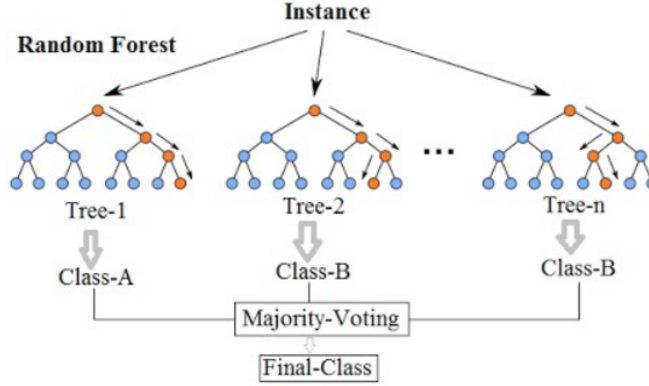 Instance
Random Forest
...
Tree-1 Tree-2 Tree-n
Class-A Class-B Class-B
Majority-Voting
Final-Class